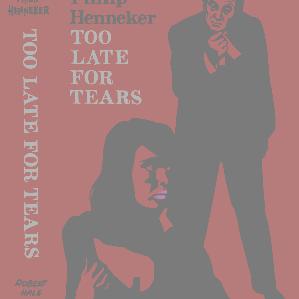 HENNEKER
TOO LATE FOR TEARS
ROBERT
HALE
Philip
Henneker
TOO
LATE
FOR
TEARS